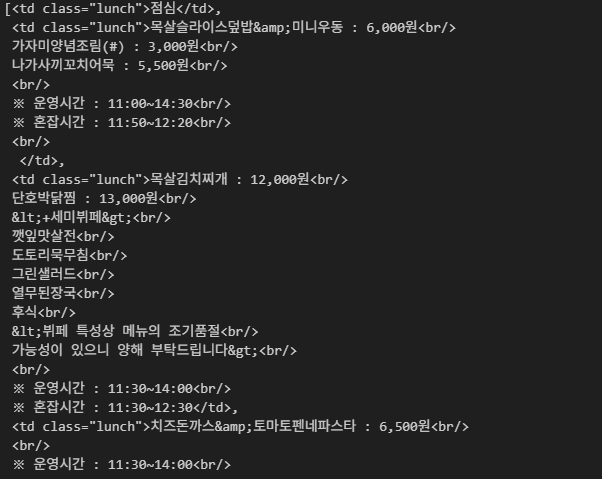 [<td class="lunch">점심</td>,
<td class="lunch">목살슬라이스덮밥&amp;미니우동 : 6,000원<br/>
가자미양념조림(#) : 3,000원<br/>
나가사끼꼬치어묵 : 5,500원<br/>
<br/>
※ 운영시간 : 11:00~14:30<br/>
※ 혼잡시간 : 11:50~12:20<br/>
<br/>
</td>,
<td class="lunch">목살김치찌개 : 12,000원<br/>
단호박닭찜 : 13,000원<br/>
&lt;+세미뷔페&gt;<br/>
깻잎맛살전<br/>
도토리묵무침<br/>
그린샐러드<br/>
열무된장국<br/>
후식<br/>
&lt;뷔페 특성상 메뉴의 조기품절<br/>
가능성이 있으니 양해 부탁드립니다&gt;<br/>
<br/>
※ 운영시간 : 11:30~14:00<br/>
※ 혼잡시간 : 11:30~12:30</td>,
<td class="lunch">치즈돈까스&amp;토마토펜네파스타 : 6,500원<br/>
<br/>
※ 운영시간 : 11:30~14:00<br/>